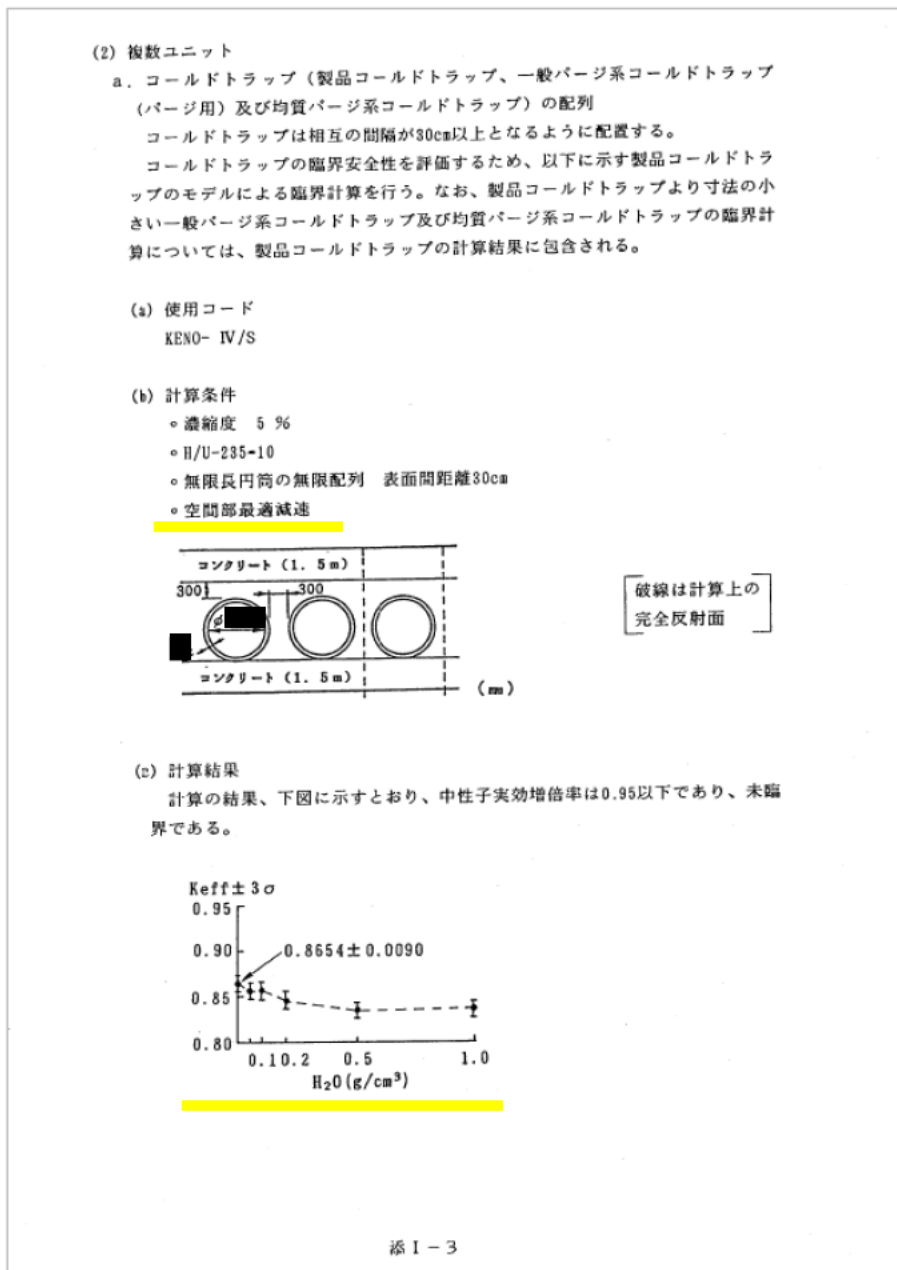 (2) 複数ユニット
a．コールドトラップ（製品コールドトラップ、一般パージ系コールドトラップ
（パージ用）及び均質パージ系コールドトラップ）の配列
コールドトラップは相互の間隔が30cm以上となるように配置する。
コールドトラップの臨界安全性を評価するため、以下に示す製品コールドトラ
ップのモデルによる臨界計算を行う。なお、製品コールドトラップより寸法の小
さい一般パージ系コールドトラップ及び均質パージ系コールドトラップの臨界計
算については、製品コールドトラップの計算結果に包含される。
(a) 使用コード
KENO- Ⅳ/S
(b) 計算条件
∘ 濃縮度 5 %
∘ H/U-235=10
∘ 無限長円筒の無限配列 表面間距離30cm
∘ 空間部最適減速
コンクリート (1. 5m)
300
300
φ
コンクリート (1. 5m)
(mm)
破線は計算上の
完全反射面
(c) 計算結果
計算の結果、下図に示すとおり、中性子実効増倍率は0.95以下であり、未臨
界である。
Keff±3σ
0.95
0.90
0.8654±0.0090
0.85
0.80
0.1 0.2 0.5 1.0
H₂O(g/cm³)
添Ⅰ－3